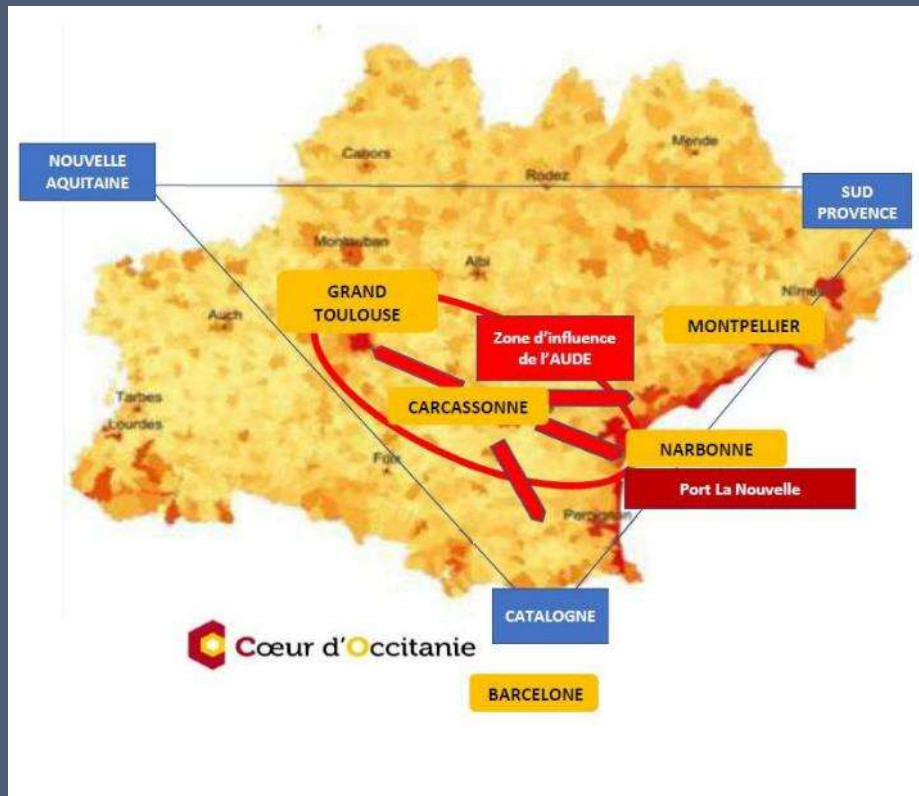 Cahors
Mende
NOUVELLE
AQUITAINE
Rodez
SUD
PROVENCE
Montauban
Albi
GRAND
TOULOUSE
Nîmes
Auch
MONTPELLIER
Zone d'influence
de l'AUDE
Tarbes
CARCASSONNE
Lourdes
NARBONNE
Foix
Port La Nouvelle
Perpignan
CATALOGNE
Cœur d'Occitanie
BARCELONE